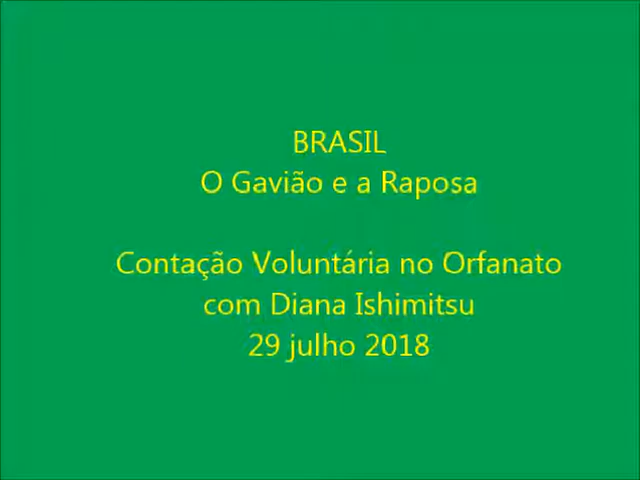 BRASIL
O Gavião e a Raposa
Contação Voluntária no Orfanato
com Diana Ishimitsu
29 julho 2018